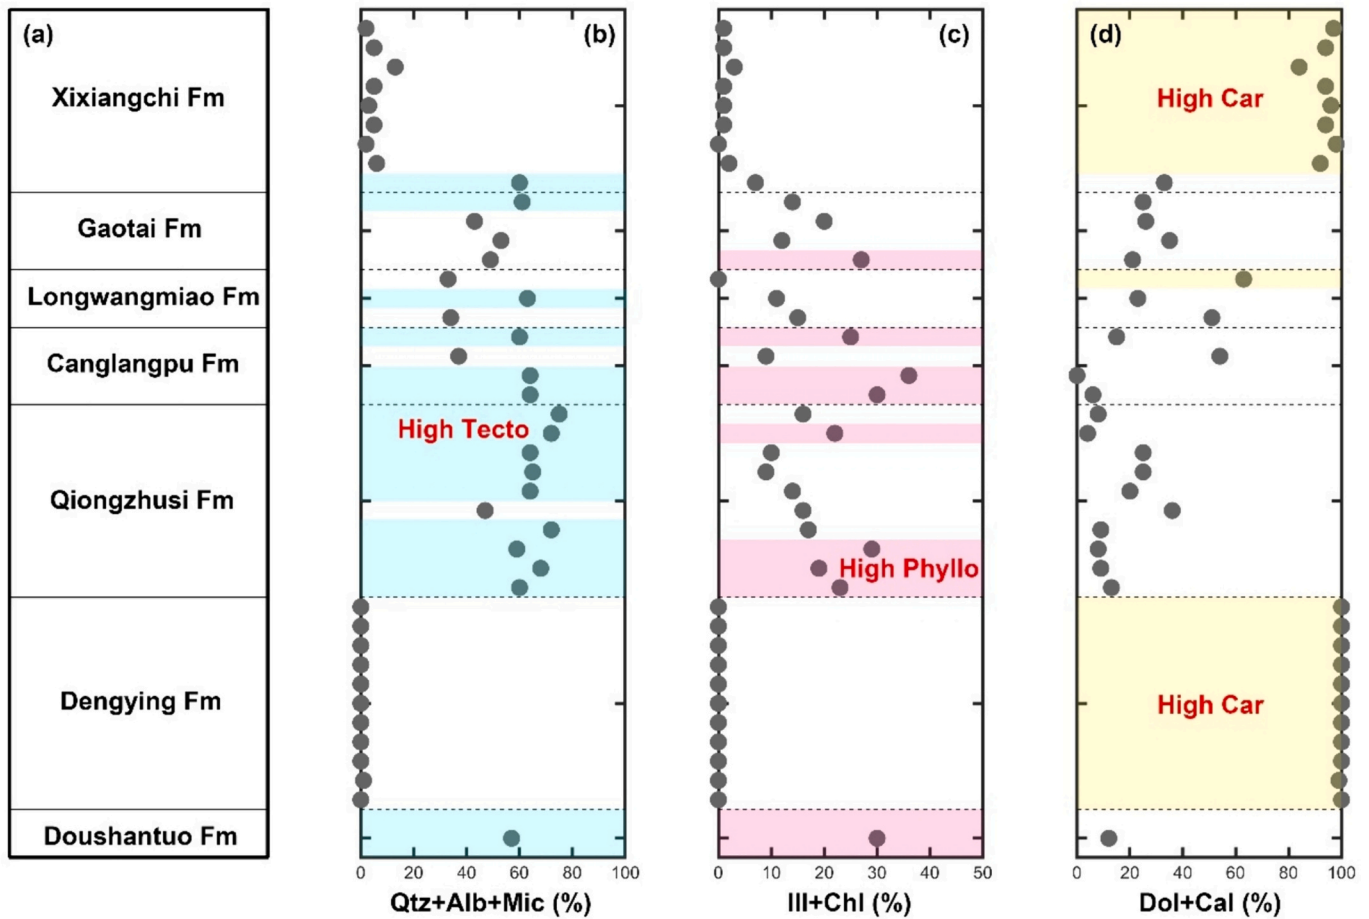 (a)
(b)
(c)
(d)
Xixiangchi Fm
High Car
Gaotai Fm
Longwangmiao Fm
Canglangpu Fm
High Tecto
Qiongzhusi Fm
High Phyllo
Dengying Fm
High Car
Doushantuo Fm
0 20 40 60 80 100
0 10 20 30 40 50
0 20 40 60 80 100
Qtz+Alb+Mic (%)
Ill+Chl (%)
Dol+Cal (%)